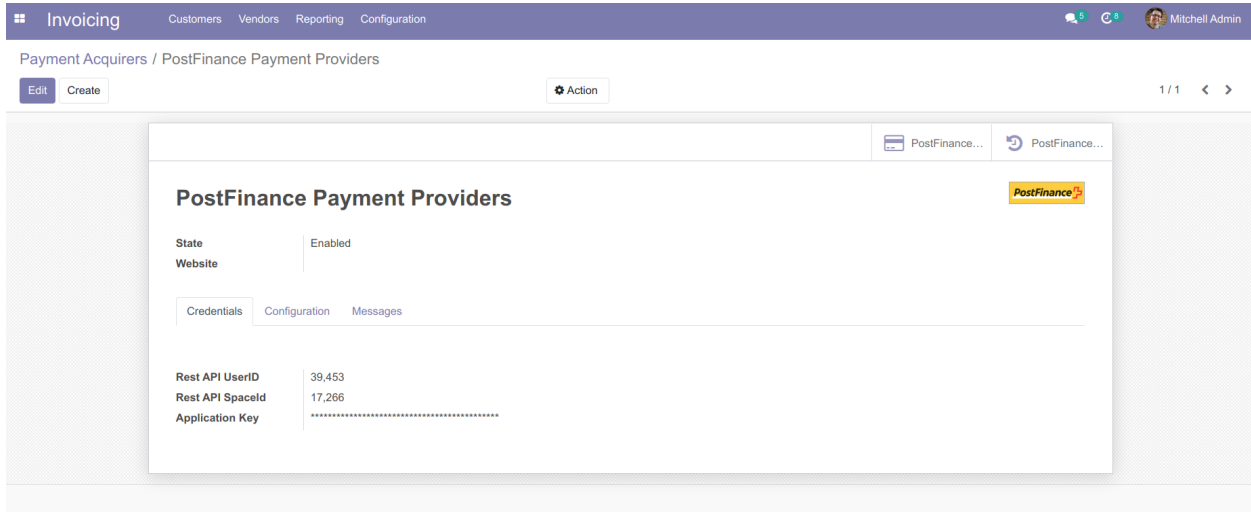 Invoicing Customers Vendors Reporting Configuration 5 8 Mitchell Admin
Payment Acquirers / PostFinance Payment Providers
Edit Create Action 1 / 1
PostFinance... PostFinance...
PostFinance Payment Providers
PostFinance
State Enabled
Website
Credentials Configuration Messages
Rest API UserID 39,453
Rest API SpaceId 17,266
Application Key ********************************************